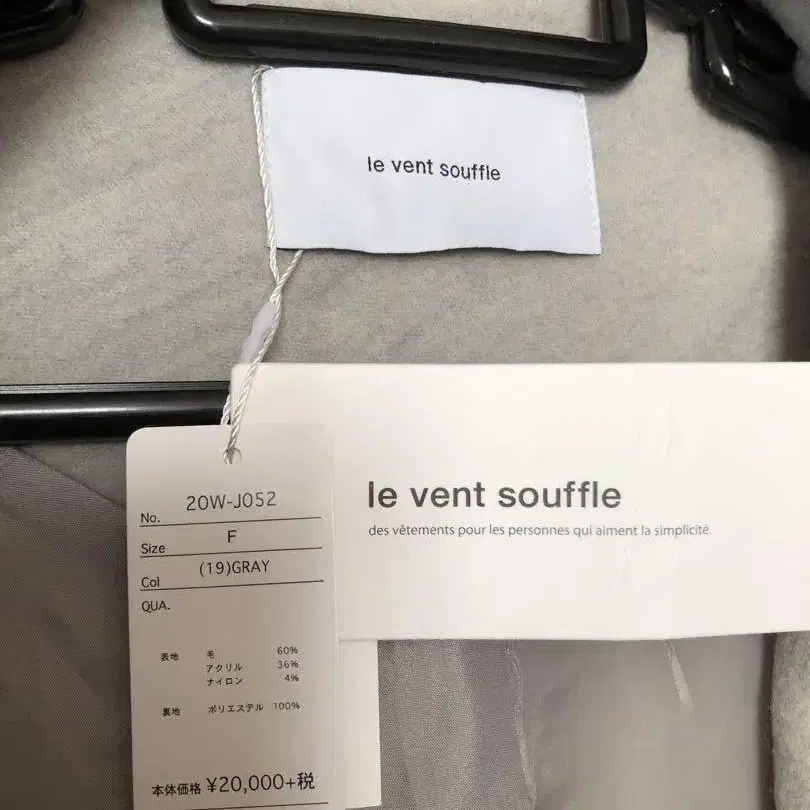 le vent souffle
le vent souffle
des vêtements pour les personnes qui aiment la simplicité
No. 20W-J052
Size F
Col (19)GRAY
QUA.
表地 毛 60%
アクリル 36%
ナイロン 4%
裏地 ポリエステル 100%
本体価格 ¥20,000+税